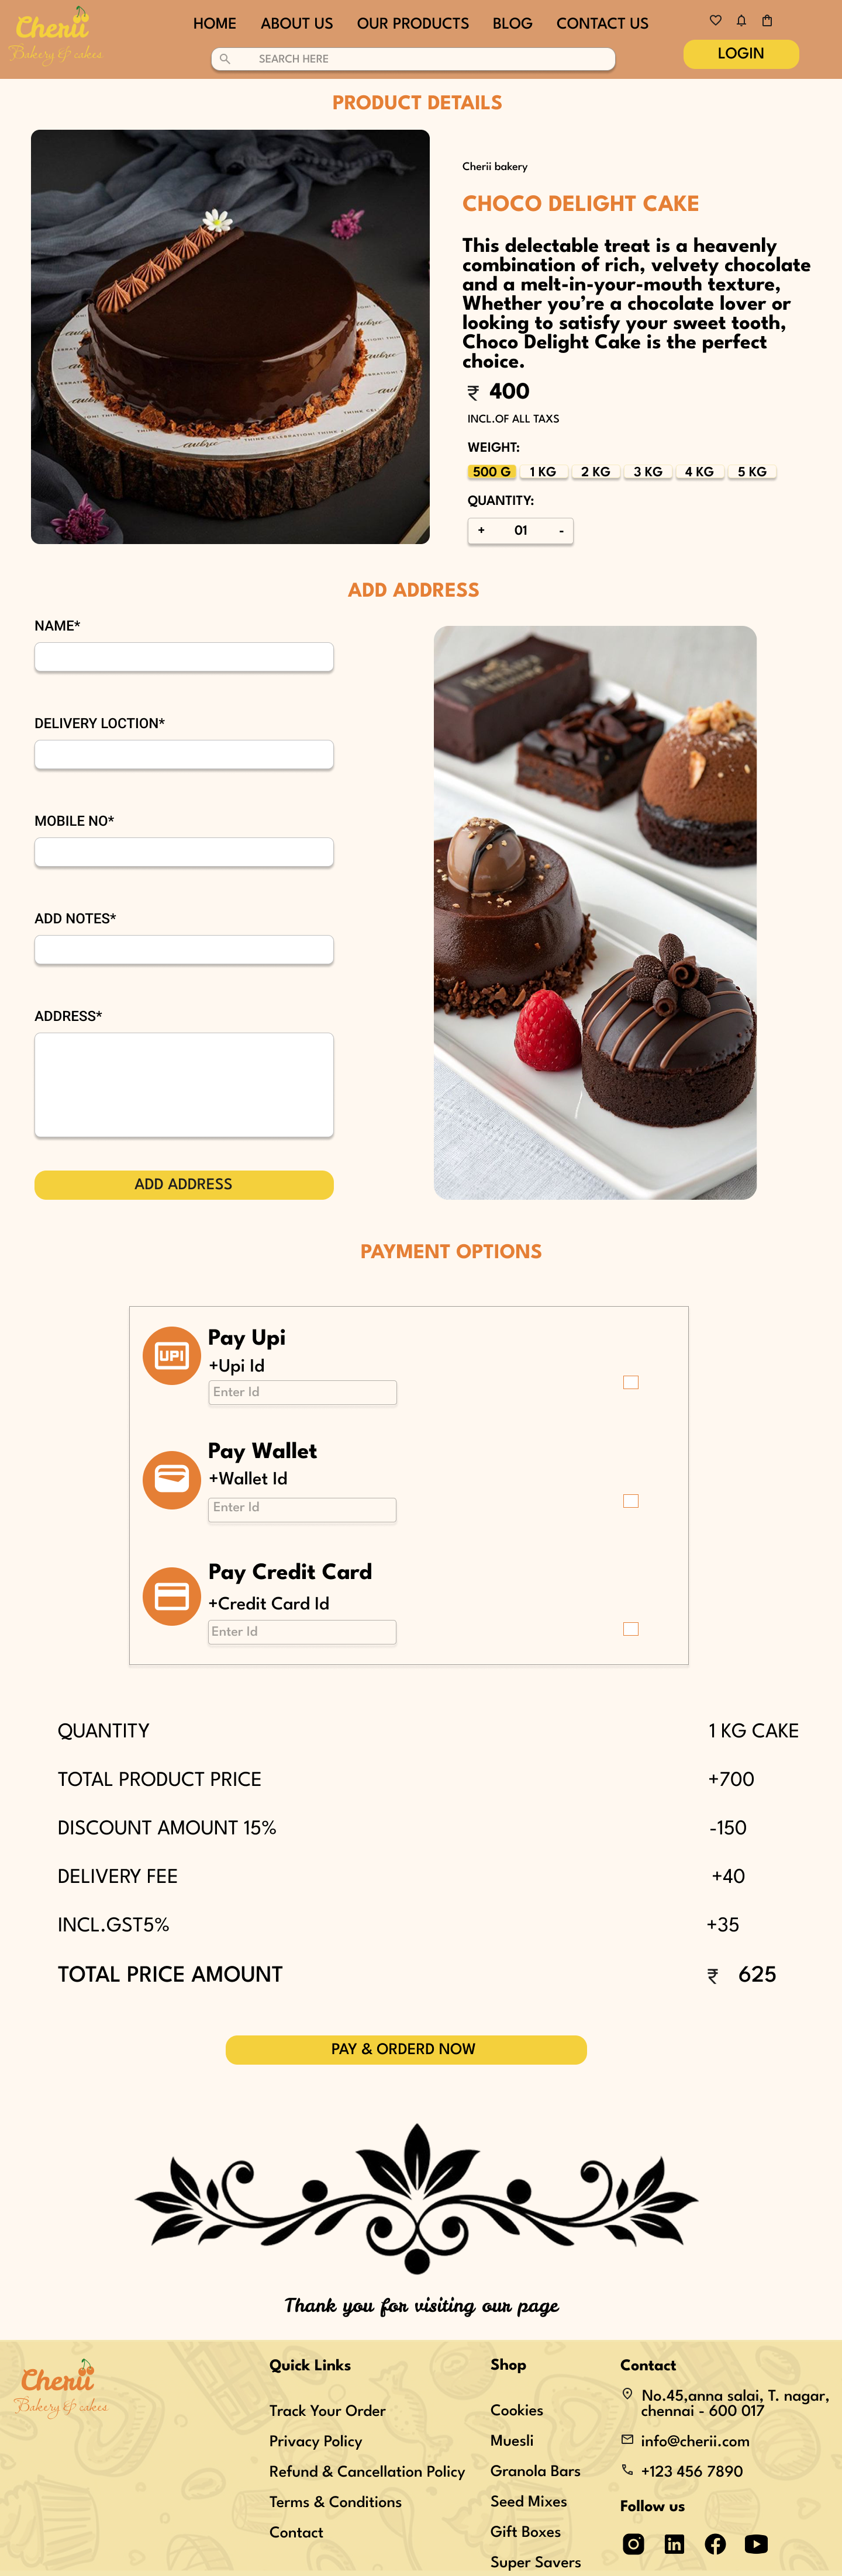 Cherii
Bakery & cakes
HOME ABOUT US OUR PRODUCTS BLOG CONTACT US
SEARCH HERE
LOGIN
PRODUCT DETAILS
Cherii bakery
CHOCO DELIGHT CAKE
This delectable treat is a heavenly
combination of rich, velvety chocolate
and a melt-in-your-mouth texture,
Whether you're a chocolate lover or
looking to satisfy your sweet tooth,
Choco Delight Cake is the perfect
choice.
₹ 400
INCL.OF ALL TAXS
WEIGHT:
500 G 1 KG 2 KG 3 KG 4 KG 5 KG
QUANTITY:
+ 01 -
ADD ADDRESS
NAME*
DELIVERY LOCTION*
MOBILE NO*
ADD NOTES*
ADDRESS*
ADD ADDRESS
PAYMENT OPTIONS
UPI
Pay Upi
+Upi Id
Enter Id
Pay Wallet
+Wallet Id
Enter Id
Pay Credit Card
+Credit Card Id
Enter Id
QUANTITY 1 KG CAKE
TOTAL PRODUCT PRICE +700
DISCOUNT AMOUNT 15% -150
DELIVERY FEE +40
INCL.GST5% +35
TOTAL PRICE AMOUNT ₹ 625
PAY & ORDERD NOW
Thank you for visiting our page
Cherii
Bakery & cakes
Quick Links
Track Your Order
Privacy Policy
Refund & Cancellation Policy
Terms & Conditions
Contact
Shop
Cookies
Muesli
Granola Bars
Seed Mixes
Gift Boxes
Super Savers
Contact
No.45,anna salai, T. nagar,
chennai - 600 017
info@cherii.com
+123 456 7890
Follow us